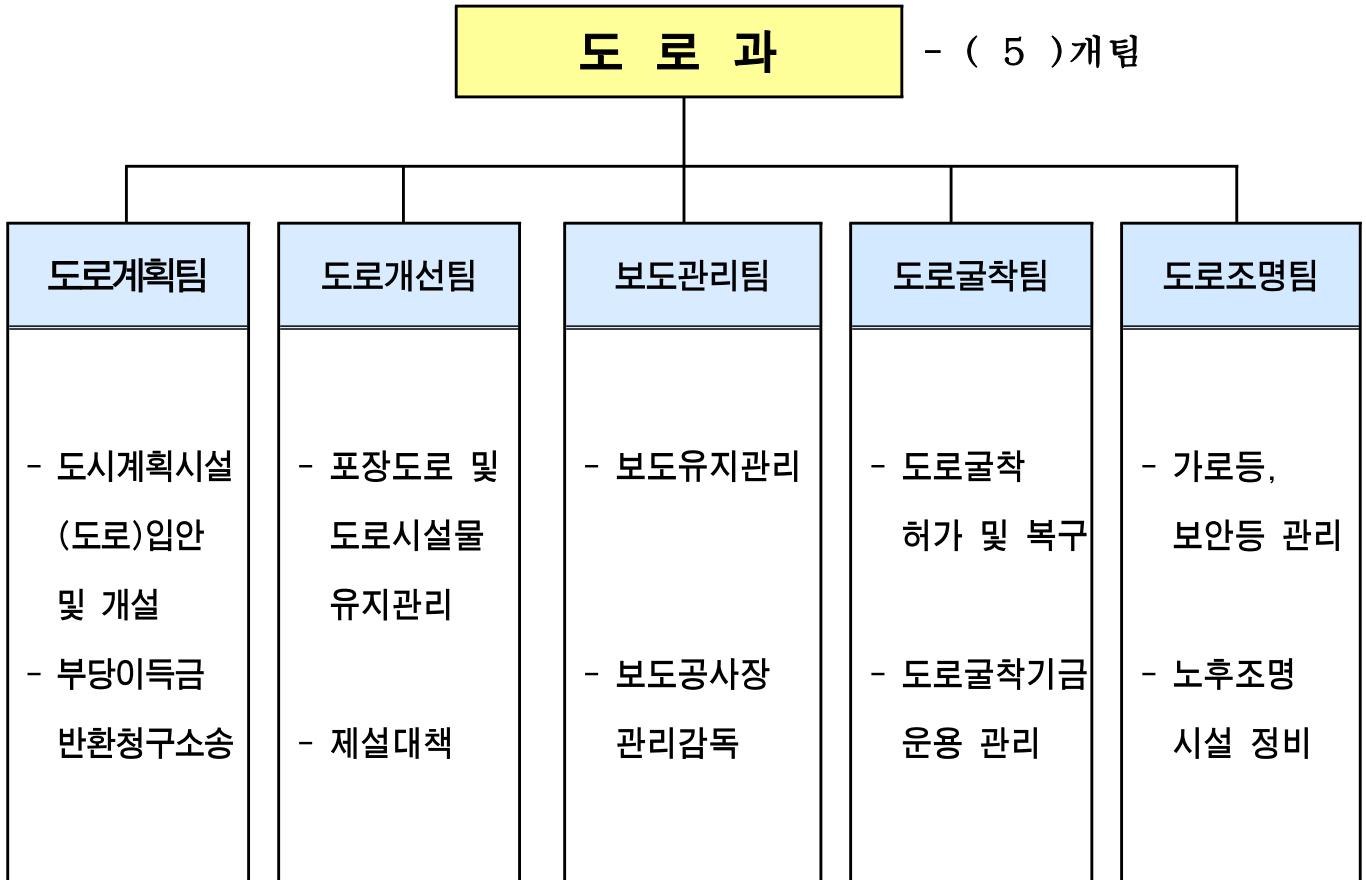 도 로 과
- ( 5 )개팀
도로계획팀
- 도시계획시설
(도로)입안
및 개설
- 부당이득금
반환청구소송
도로개선팀
- 포장도로 및
도로시설물
유지관리
- 제설대책
보도관리팀
- 보도유지관리
- 보도공사장
관리감독
도로굴착팀
- 도로굴착
허가 및 복구
- 도로굴착기금
운용 관리
도로조명팀
- 가로등,
보안등 관리
- 노후조명
시설 정비